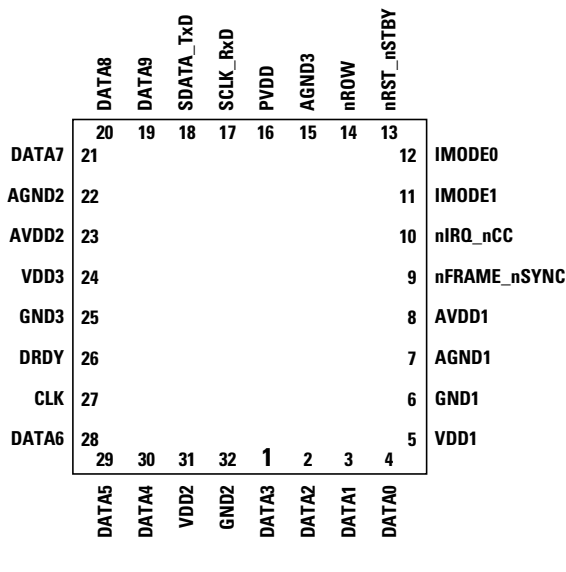 DATA8 DATA9 SDATA_TxD SCLK_RxD PVDD AGND3 nROW nRST_nSTBY
20 19 18 17 16 15 14 13
DATA7 21 12 IMODE0
AGND2 22 11 IMODE1
AVDD2 23 10 nIRQ_nCC
VDD3 24 9 nFRAME_nSYNC
GND3 25 8 AVDD1
DRDY 26 7 AGND1
CLK 27 6 GND1
DATA6 28 5 VDD1
29 30 31 32 1 2 3 4
DATA5 DATA4 VDD2 GND2 DATA3 DATA2 DATA1 DATA0